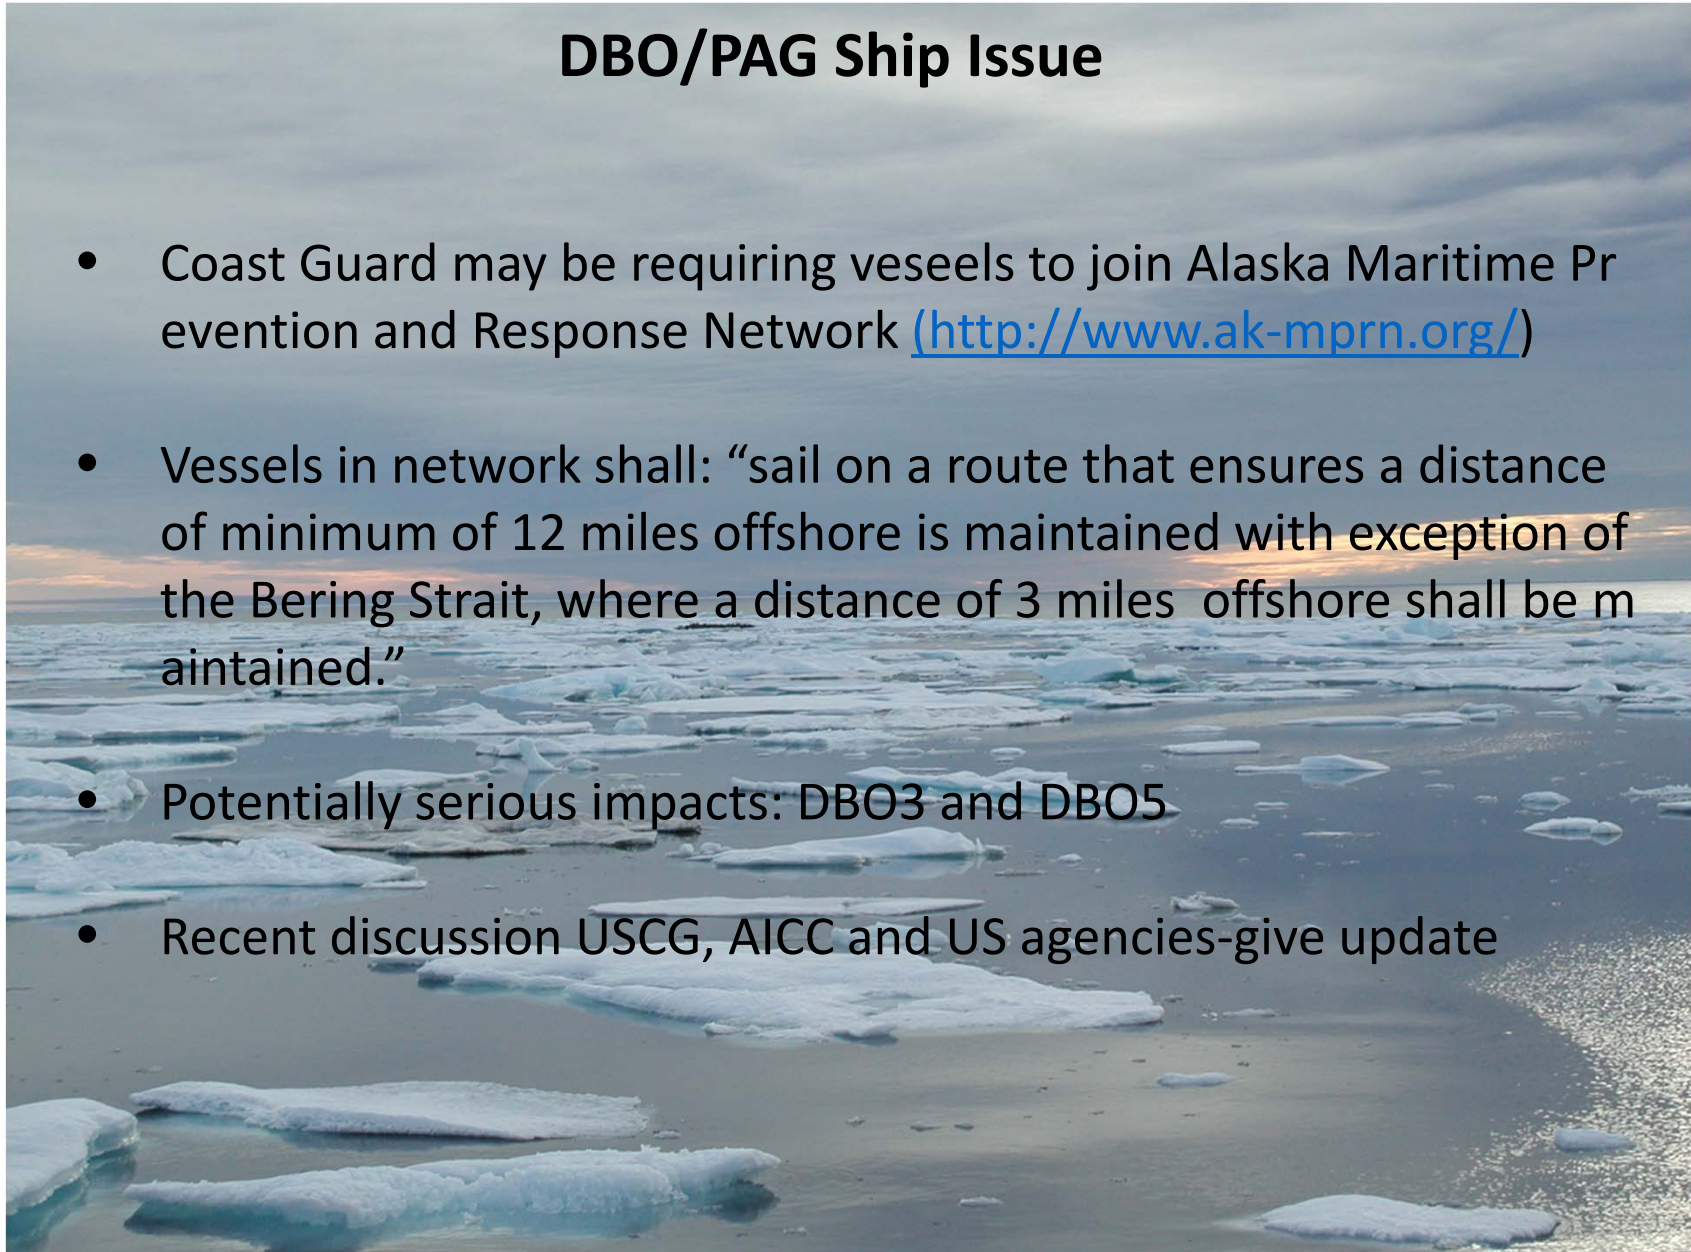 DBO/PAG Ship Issue
• Coast Guard may be requiring veseels to join Alaska Maritime Pr
evention and Response Network (http://www.ak-mprn.org/)
• Vessels in network shall: “sail on a route that ensures a distance
of minimum of 12 miles offshore is maintained with exception of
the Bering Strait, where a distance of 3 miles  offshore shall be m
aintained.”
• Potentially serious impacts: DBO3 and DBO5
• Recent discussion USCG, AICC and US agencies-give update